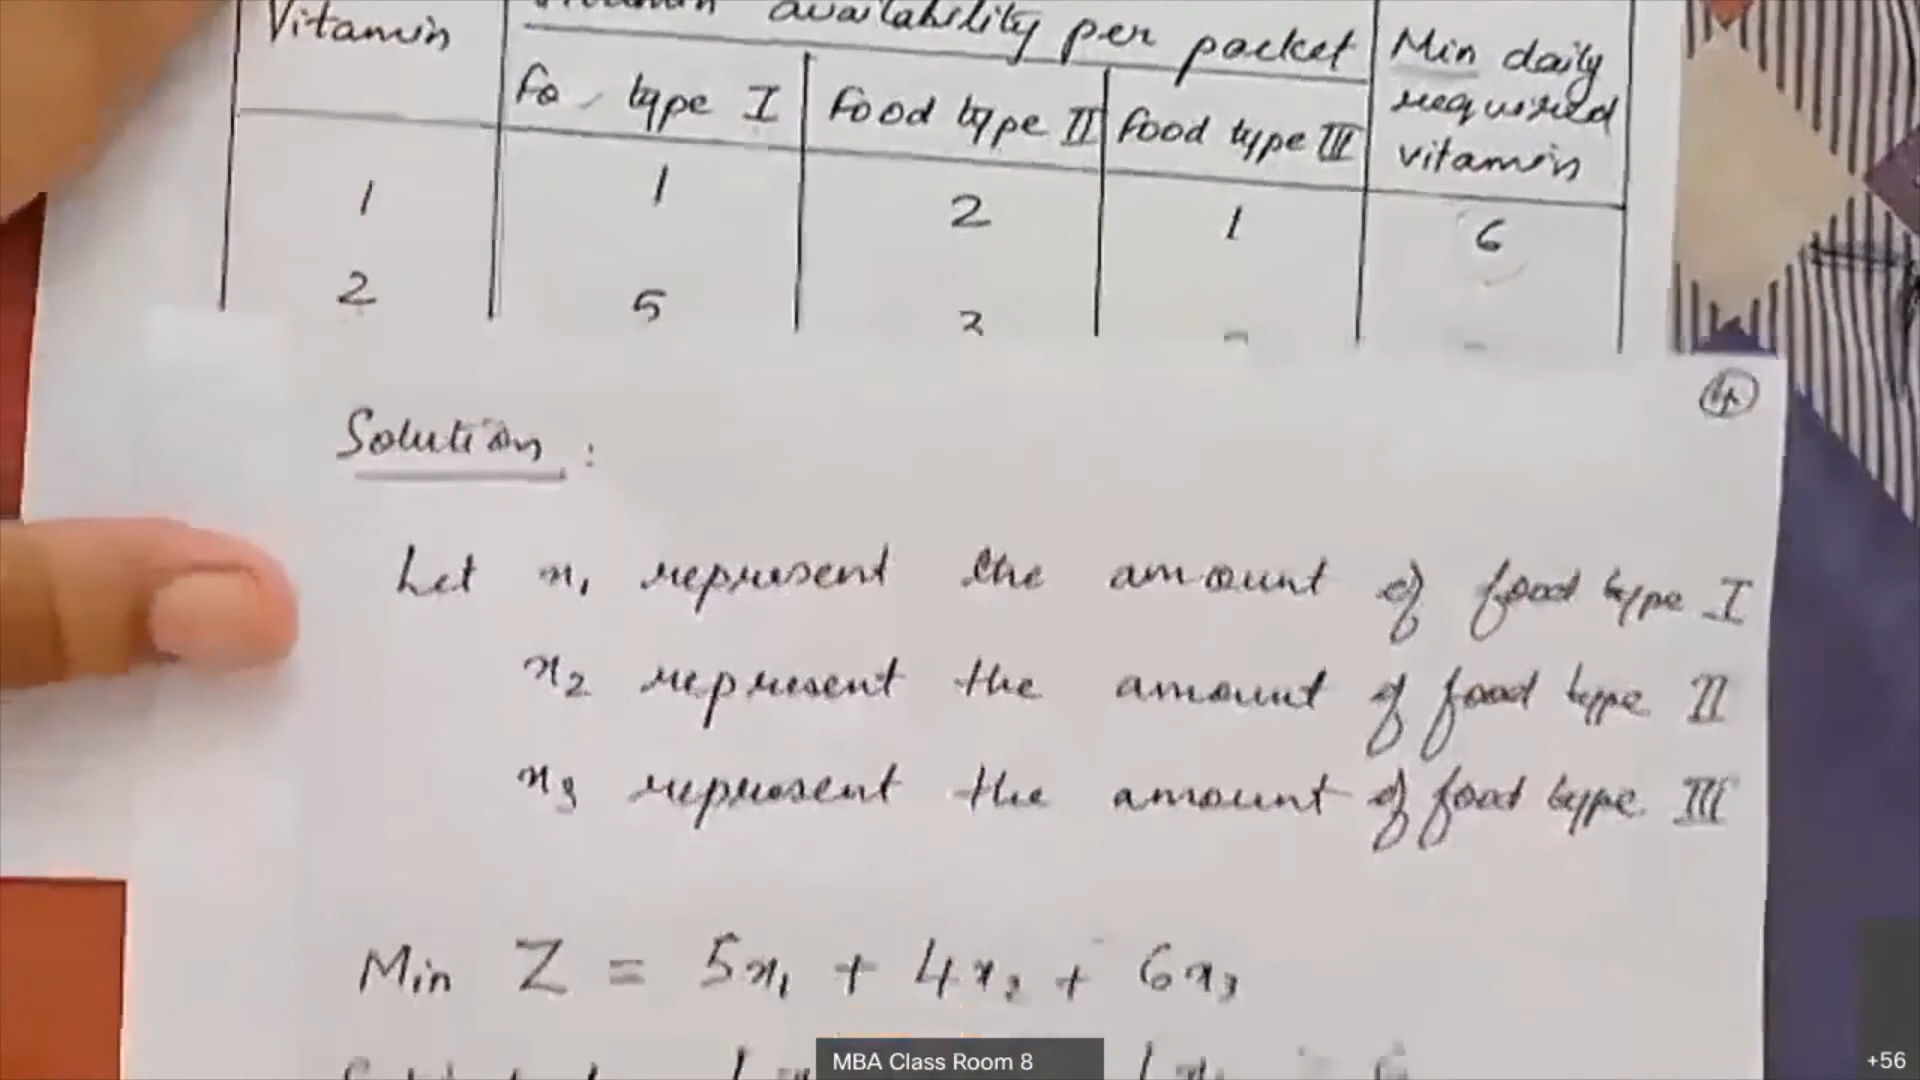 Vitamin availability per packet Min daily
Fo type I Food type II Food type III required
vitamin
1 1 2 1 6
2 5
Solution :
Let x1 represent the amount of food type I
x2 represent the amount of food type II
x3 represent the amount of food type III
Min Z = 5x1 + 4x2 + 6x3
MBA Class Room 8
+56